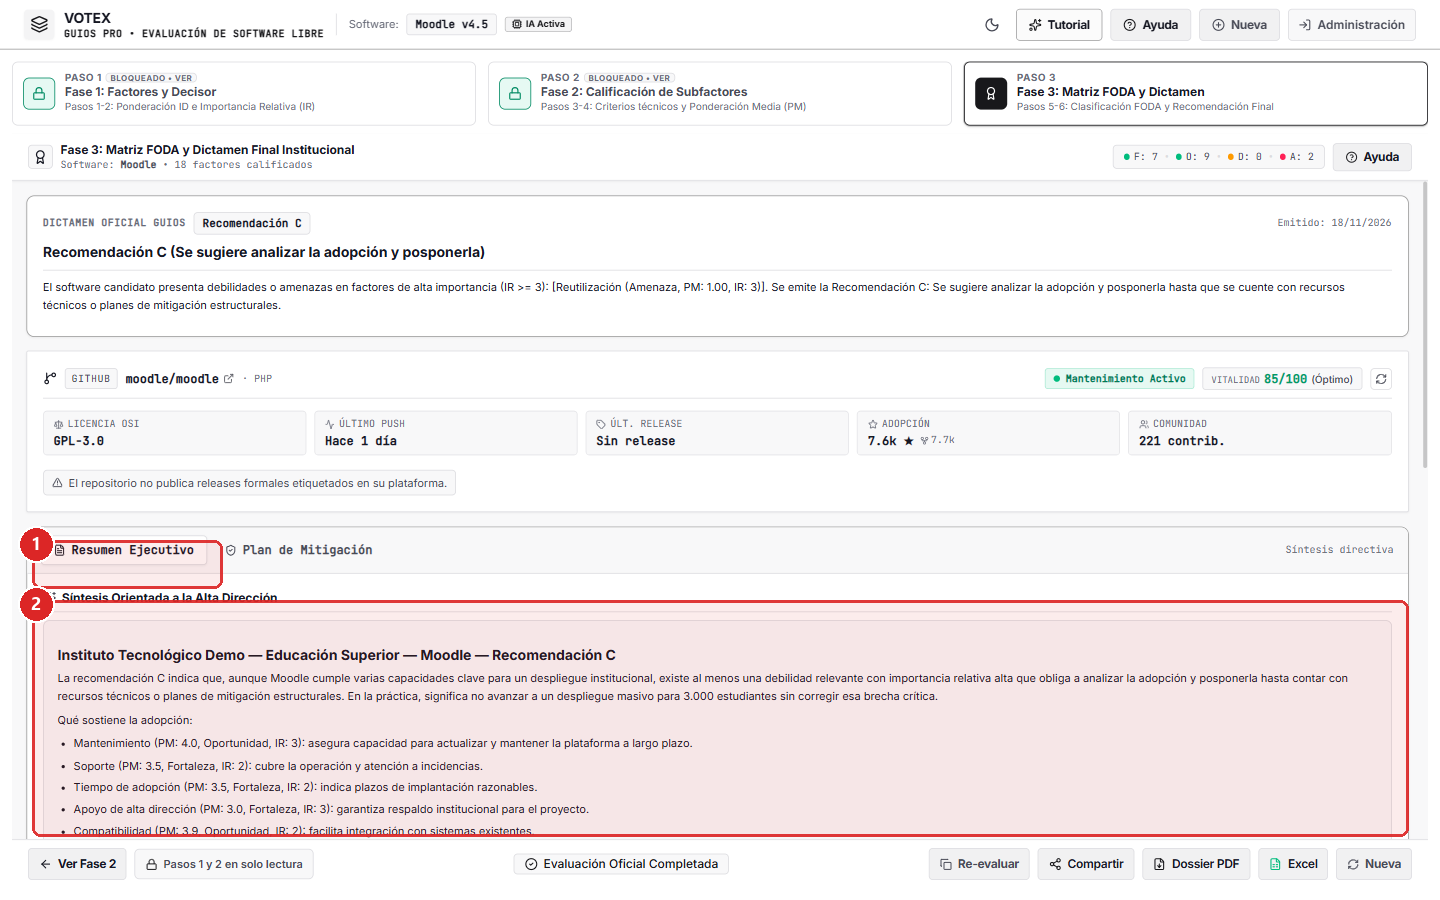 VOTEX
GUIOS PRO • EVALUACIÓN DE SOFTWARE LIBRE
Software: Moodle v4.5 IA Activa
Tutorial Ayuda Nueva Administración
PASO 1 BLOQUEADO • VER
Fase 1: Factores y Decisor
Pasos 1-2: Ponderación ID e Importancia Relativa (IR)
PASO 2 BLOQUEADO • VER
Fase 2: Calificación de Subfactores
Pasos 3-4: Criterios técnicos y Ponderación Media (PM)
PASO 3
Fase 3: Matriz FODA y Dictamen
Pasos 5-6: Clasificación FODA y Recomendación Final
Fase 3: Matriz FODA y Dictamen Final Institucional
Software: Moodle • 18 factores calificados
F: 7 • O: 9 • D: 0 • A: 2
Ayuda
DICTAMEN OFICIAL GUIOS Recomendación C
Emitido: 18/11/2026
Recomendación C (Se sugiere analizar la adopción y posponerla)
El software candidato presenta debilidades o amenazas en factores de alta importancia (IR >= 3): [Reutilización (Amenaza, PM: 1.00, IR: 3)]. Se emite la Recomendación C: Se sugiere analizar la adopción y posponerla hasta que se cuente con recursos
técnicos o planes de mitigación estructurales.
GITHUB moodle/moodle · PHP
Mantenimiento Activo
VITALIDAD 85/100 (Óptimo)
LICENCIA OSI
GPL-3.0
ÚLTIMO PUSH
Hace 1 día
ÚLT. RELEASE
Sin release
ADOPCIÓN
7.6k ★ 7.7k
COMUNIDAD
221 contrib.
El repositorio no publica releases formales etiquetados en su plataforma.
1
Resumen Ejecutivo
Plan de Mitigación
Síntesis directiva
2
Síntesis Orientada a la Alta Dirección
Instituto Tecnológico Demo — Educación Superior — Moodle — Recomendación C
La recomendación C indica que, aunque Moodle cumple varias capacidades clave para un despliegue institucional, existe al menos una debilidad relevante con importancia relativa alta que obliga a analizar la adopción y posponerla hasta contar con
recursos técnicos o planes de mitigación estructurales. En la práctica, significa no avanzar a un despliegue masivo para 3.000 estudiantes sin corregir esa brecha crítica.
Qué sostiene la adopción:
• Mantenimiento (PM: 4.0, Oportunidad, IR: 3): asegura capacidad para actualizar y mantener la plataforma a largo plazo.
• Soporte (PM: 3.5, Fortaleza, IR: 2): cubre la operación y atención a incidencias.
• Tiempo de adopción (PM: 3.5, Fortaleza, IR: 2): indica plazos de implantación razonables.
• Apoyo de alta dirección (PM: 3.0, Fortaleza, IR: 3): garantiza respaldo institucional para el proyecto.
• Compatibilidad (PM: 3.9, Oportunidad, IR: 2): facilita integración con sistemas existentes.
Ver Fase 2
Pasos 1 y 2 en solo lectura
Evaluación Oficial Completada
Re-evaluar Compartir Dossier PDF Excel Nueva